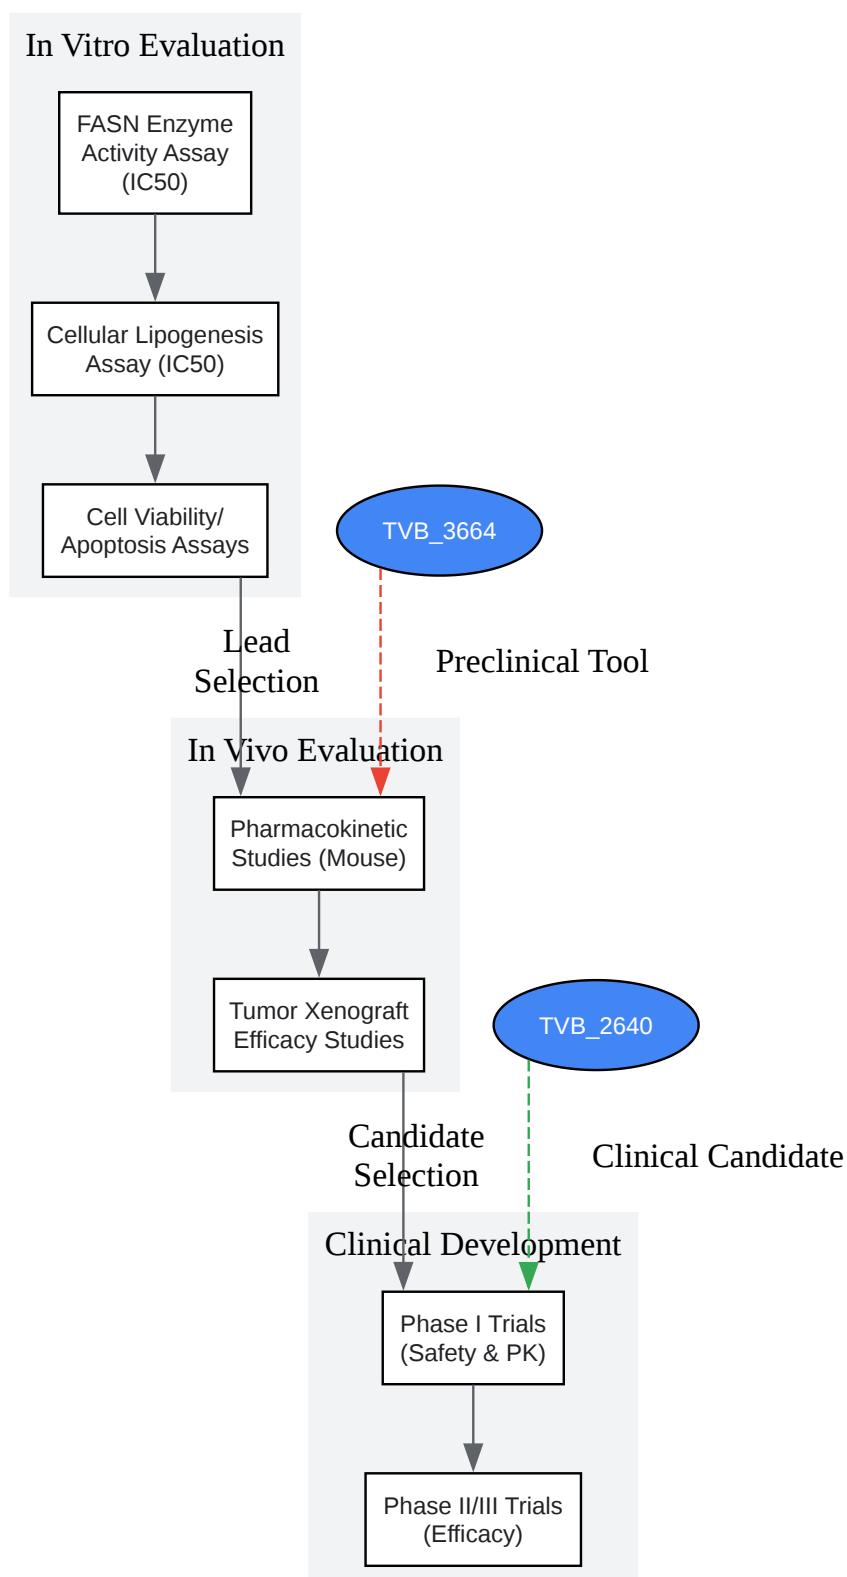 In Vitro Evaluation
FASN Enzyme
Activity Assay
(IC50)
Cellular Lipogenesis
Assay (IC50)
Cell Viability/
Apoptosis Assays
TVB_3664
Lead
Selection
Preclinical Tool
In Vivo Evaluation
Pharmacokinetic
Studies (Mouse)
Tumor Xenograft
Efficacy Studies
TVB_2640
Candidate
Selection
Clinical Candidate
Clinical Development
Phase I Trials
(Safety & PK)
Phase II/III Trials
(Efficacy)